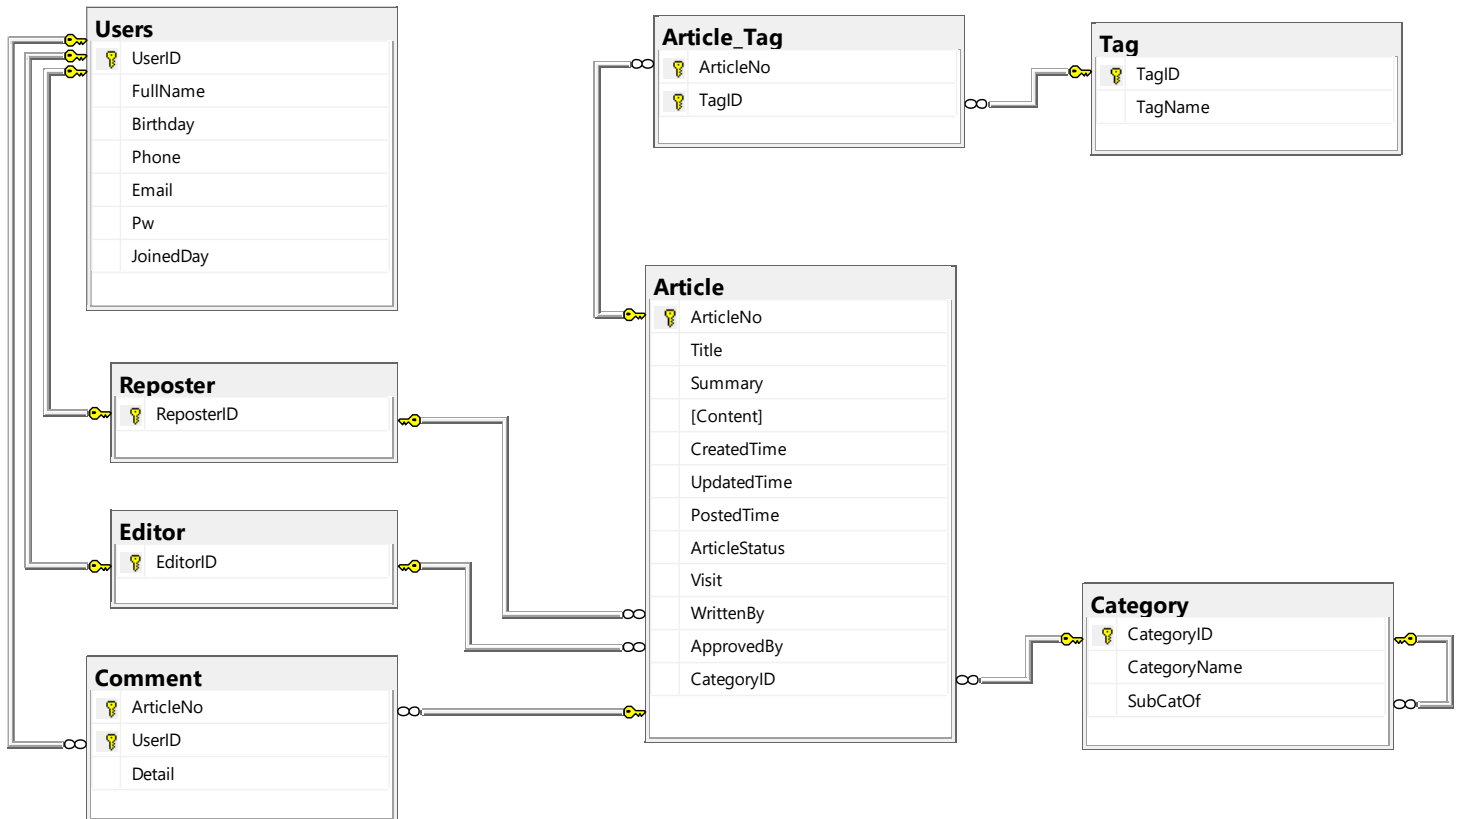 Users
UserID
FullName
Birthday
Phone
Email
Pw
JoinedDay
Article_Tag
ArticleNo
TagID
Tag
TagID
TagName
Article
ArticleNo
Title
Summary
[Content]
CreatedTime
UpdatedTime
PostedTime
ArticleStatus
Visit
WrittenBy
ApprovedBy
CategoryID
Reposter
ReposterID
Editor
EditorID
Comment
ArticleNo
UserID
Detail
Category
CategoryID
CategoryName
SubCatOf